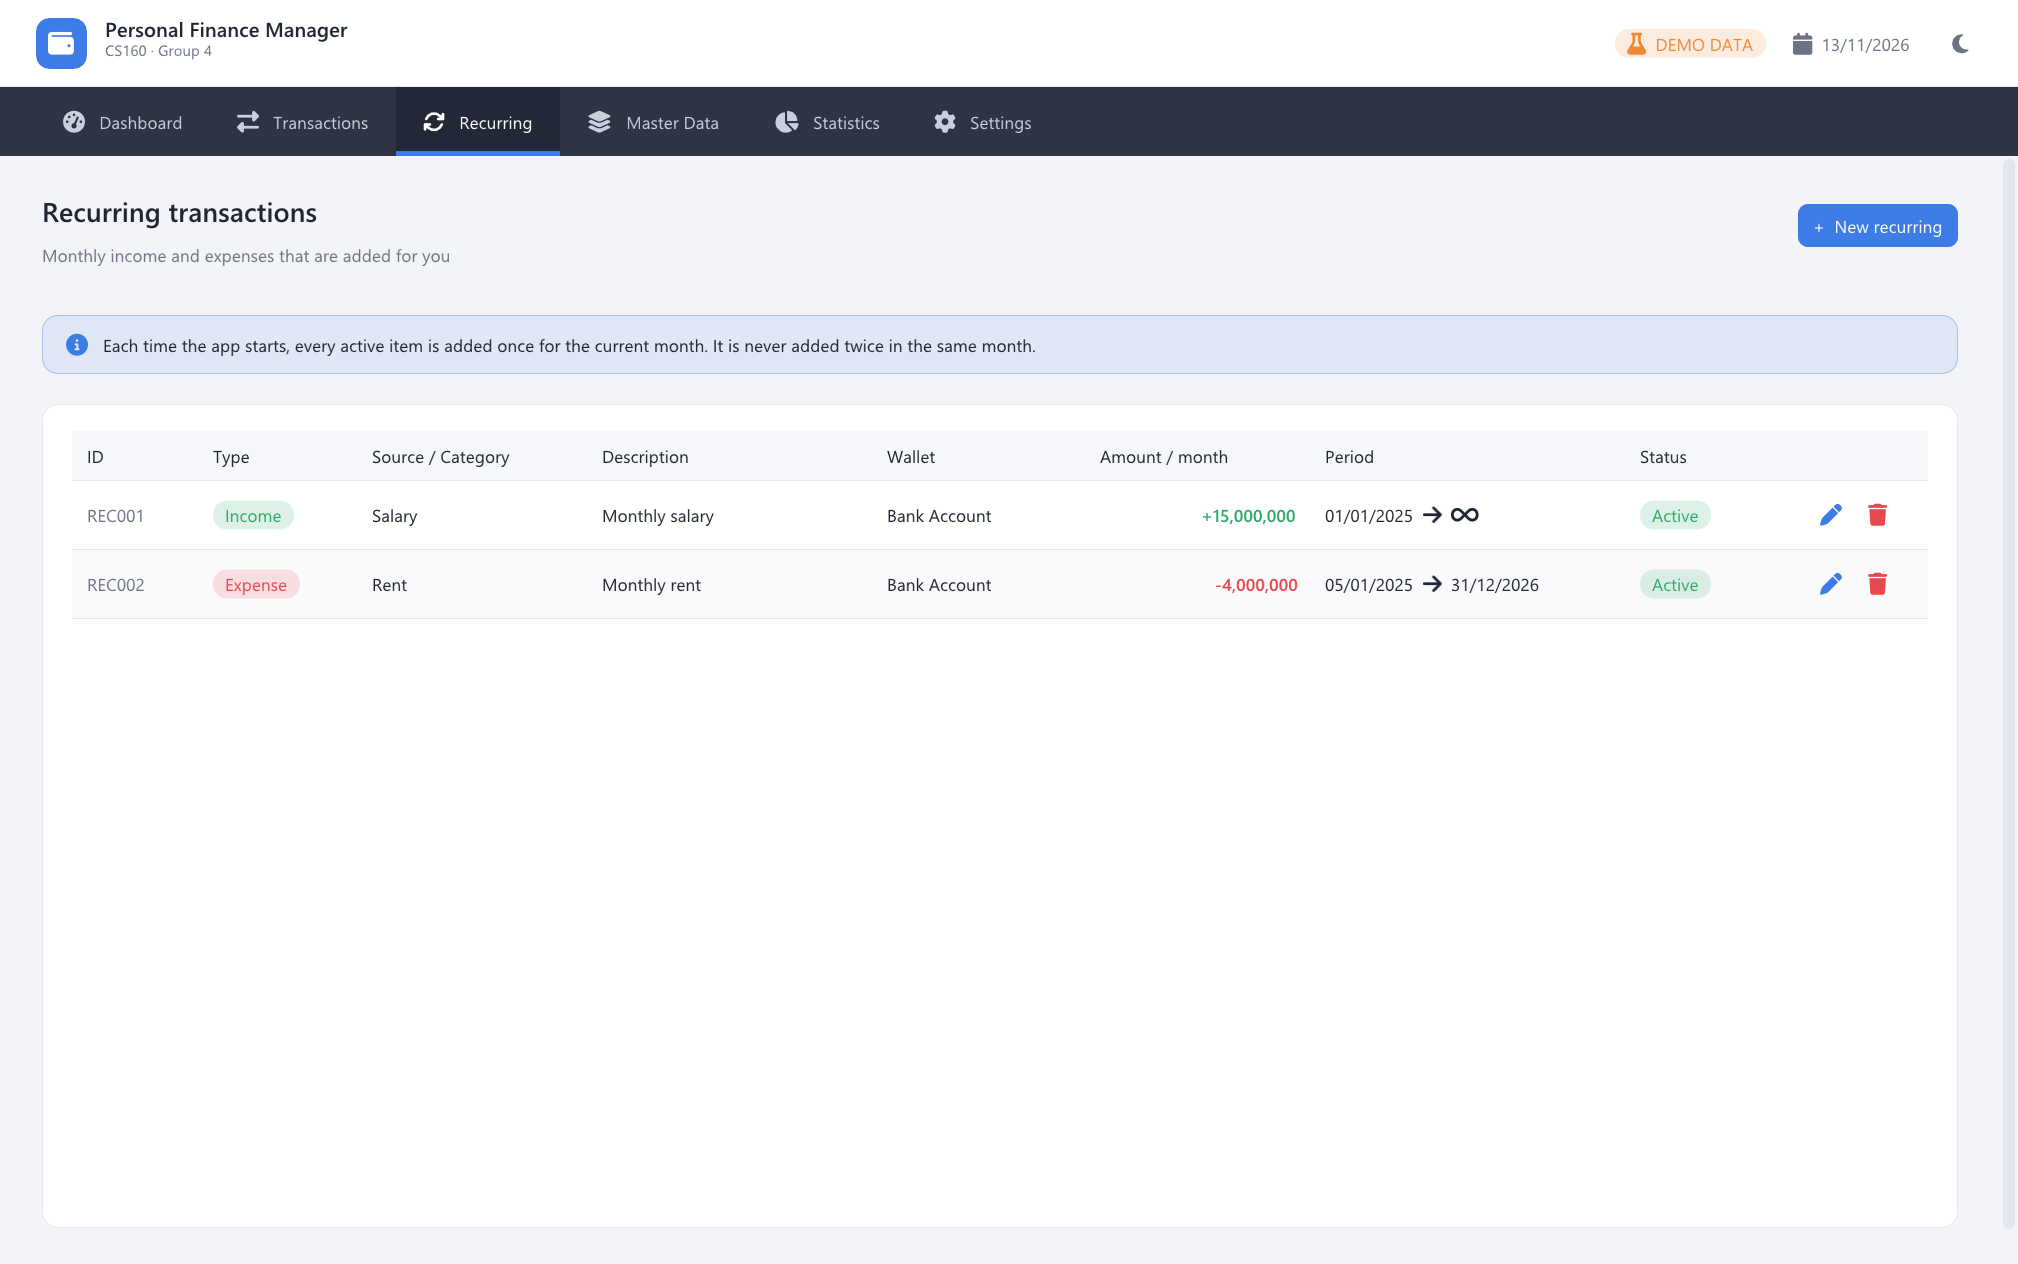 Personal Finance Manager
CS160 · Group 4
DEMO DATA
13/11/2026
Dashboard
Transactions
Recurring
Master Data
Statistics
Settings
Recurring transactions
Monthly income and expenses that are added for you
+ New recurring
Each time the app starts, every active item is added once for the current month. It is never added twice in the same month.
ID Type Source / Category Description Wallet Amount / month Period Status
REC001 Income Salary Monthly salary Bank Account +15,000,000 01/01/2025 → ∞ Active
REC002 Expense Rent Monthly rent Bank Account -4,000,000 05/01/2025 → 31/12/2026 Active